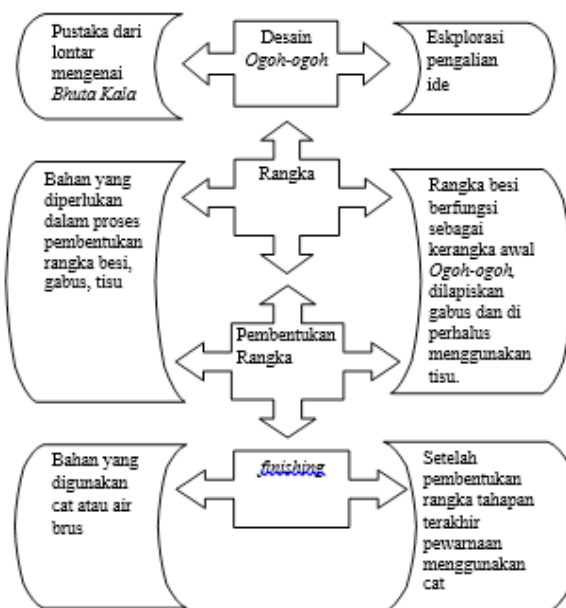 Pustaka dari
lontar
mengenai
Bhuta Kala
Desain
Ogoh-ogoh
Eskplorasi
pengalian
ide
Bahan yang
diperlukan
dalam proses
pembentukan
rangka besi,
gabus, tisu
Rangka
Rangka besi
berfungsi
sebagai
kerangka awal
Ogoh-ogoh,
dilapiskan
gabus dan di
perhalus
menggunakan
tisu.
Pembentukan
Rangka
Bahan yang
digunakan
cat atau air
brus
finishing
Setelah
pembentukan
rangka tahapan
terakhir
pewarnaan
menggunakan
cat